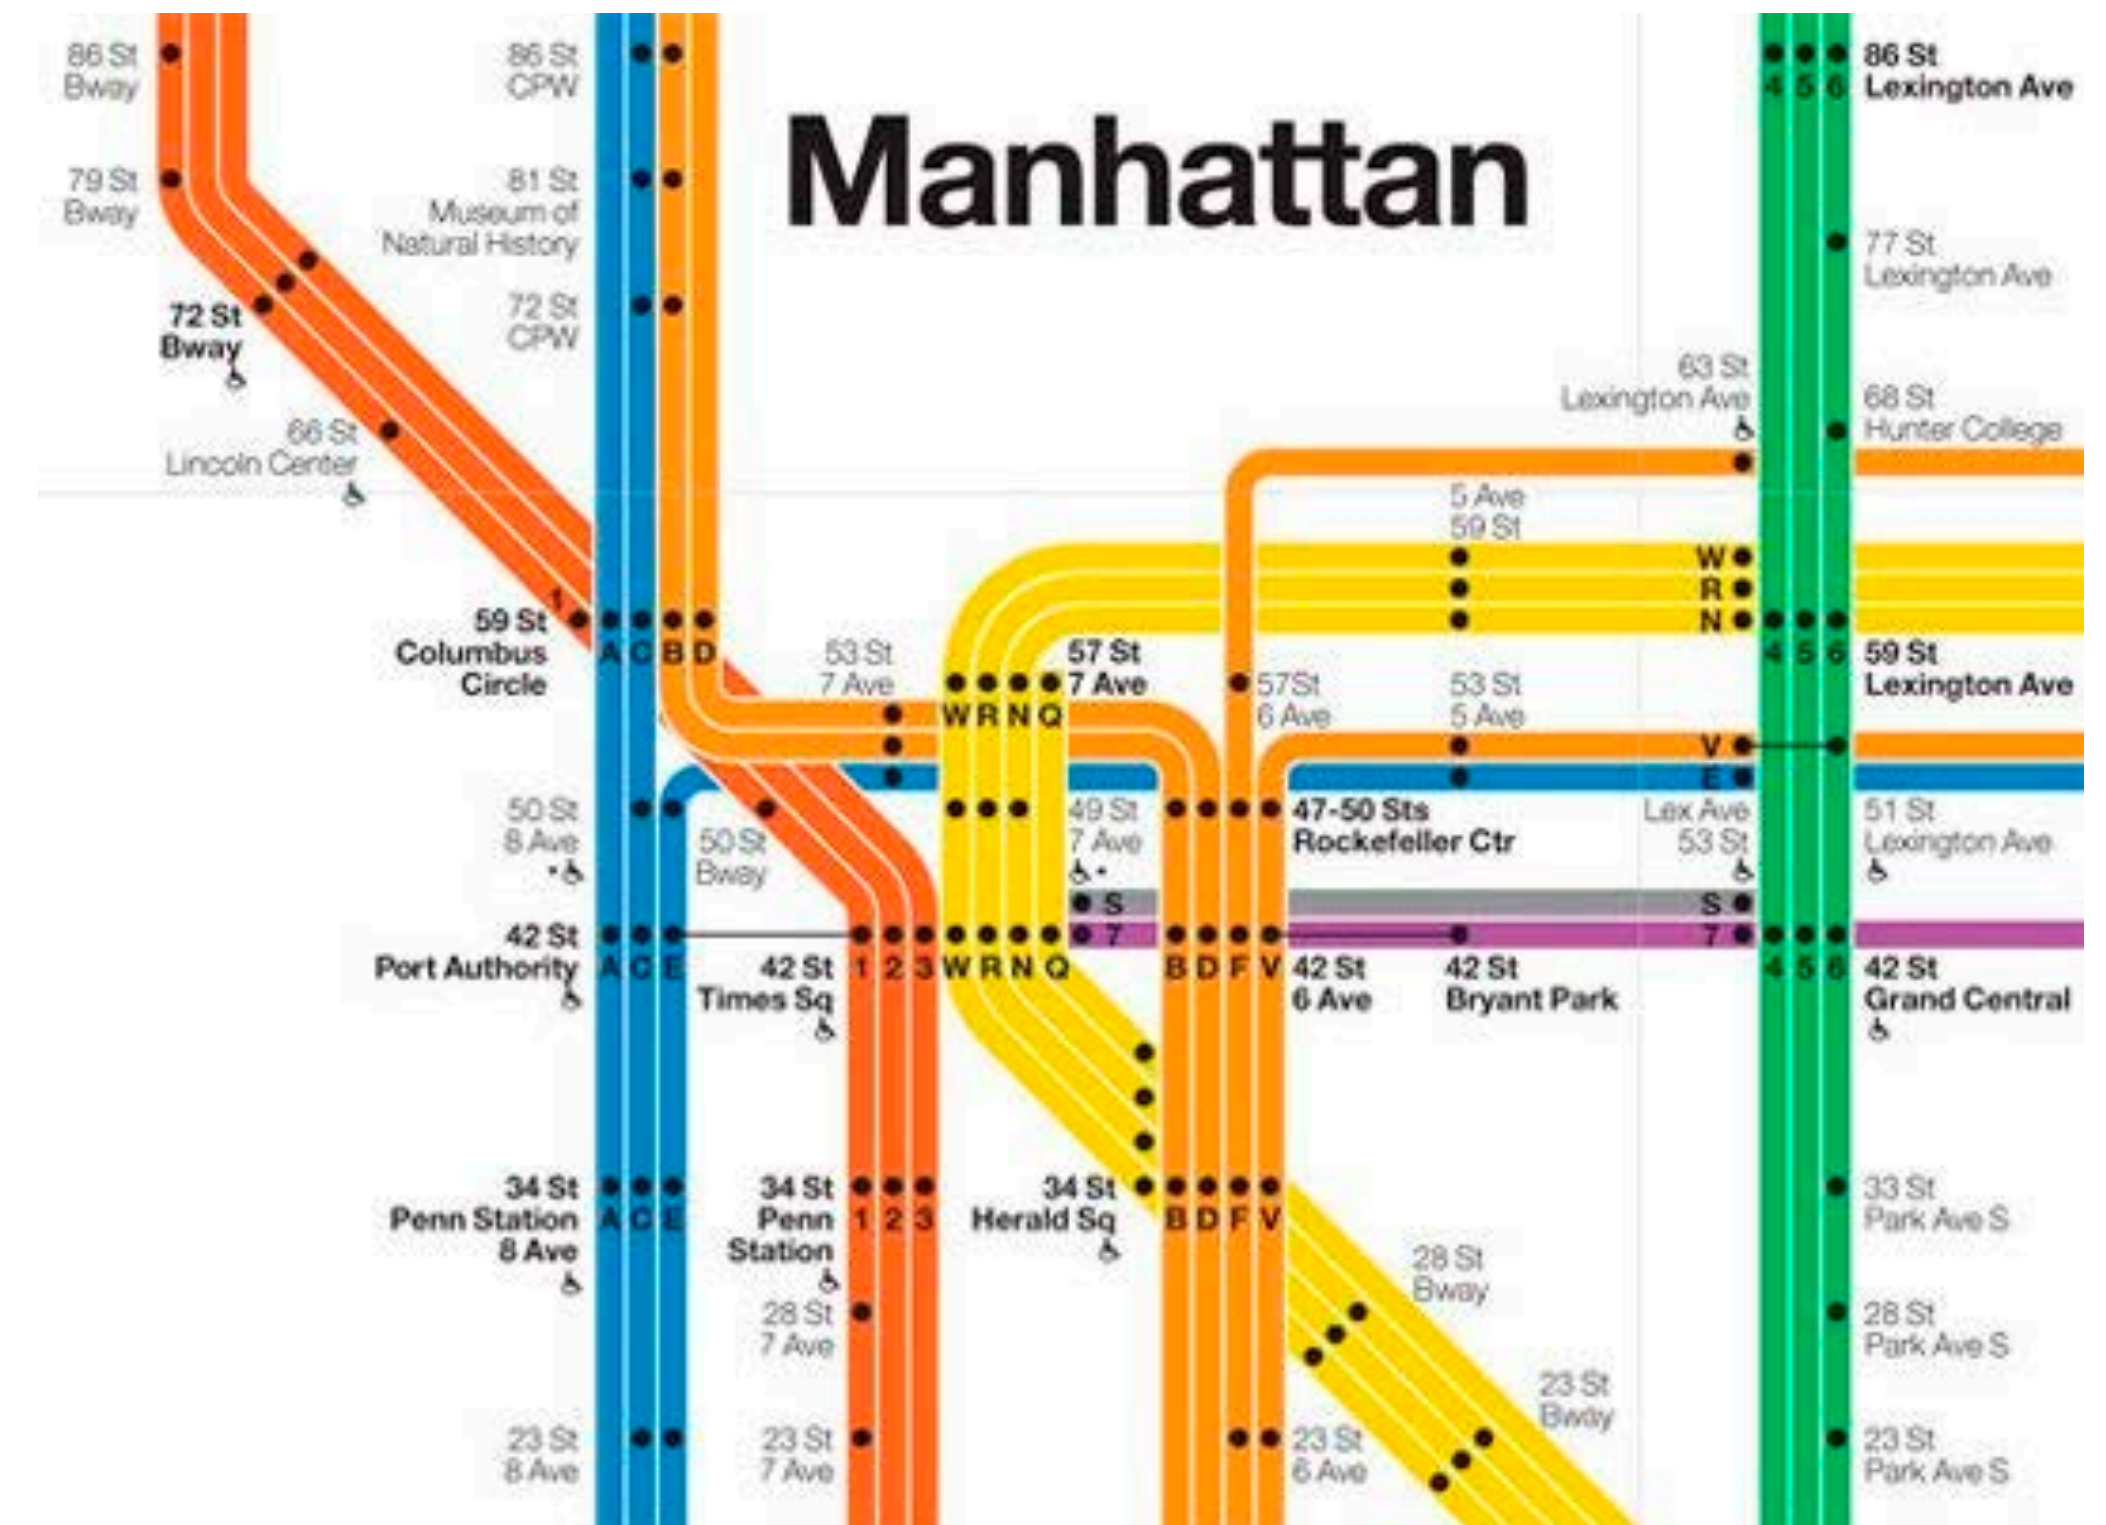 86 St
Bway
86 St
CPW
86 St
4 5 6
Lexington Ave
Manhattan
79 St
Bway
81 St
Museum of
Natural History
77 St
Lexington Ave
72 St
Bway
72 St
CPW
63 St
Lexington Ave
68 St
Hunter College
66 St
Lincoln Center
5 Ave
59 St
W
R
N
1
59 St
Columbus
Circle
A C B D
53 St
7 Ave
57 St
7 Ave
W R N Q
57St
6 Ave
53 St
5 Ave
4 5 6
59 St
Lexington Ave
V
E
50 St
8 Ave
50 St
Bway
49 St
7 Ave
47-50 Sts
Rockefeller Ctr
Lex Ave
53 St
51 St
Lexington Ave
S
S
7
7
42 St
Port Authority
A C E
42 St
Times Sq
1 2 3 W R N Q
B D F V
42 St
6 Ave
42 St
Bryant Park
4 5 6
42 St
Grand Central
34 St
Penn Station
8 Ave
A C E
34 St
Penn
Station
1 2 3
34 St
Herald Sq
B D F V
33 St
Park Ave S
28 St
Bway
28 St
7 Ave
28 St
Park Ave S
23 St
Bway
23 St
8 Ave
23 St
7 Ave
23 St
6 Ave
23 St
Park Ave S